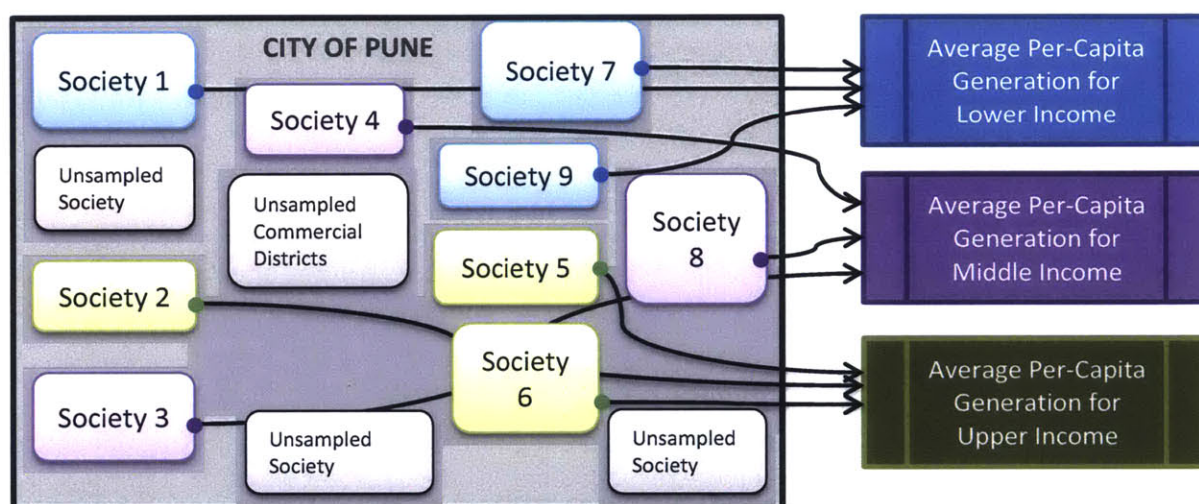 CITY OF PUNE
Society 1
Society 7
Society 4
Unsampled
Society
Society 9
Unsampled
Commercial
Districts
Society
8
Society 2
Society 5
Society
6
Society 3
Unsampled
Society
Unsampled
Society
Average Per-Capita
Generation for
Lower Income
Average Per-Capita
Generation for
Middle Income
Average Per-Capita
Generation for
Upper Income